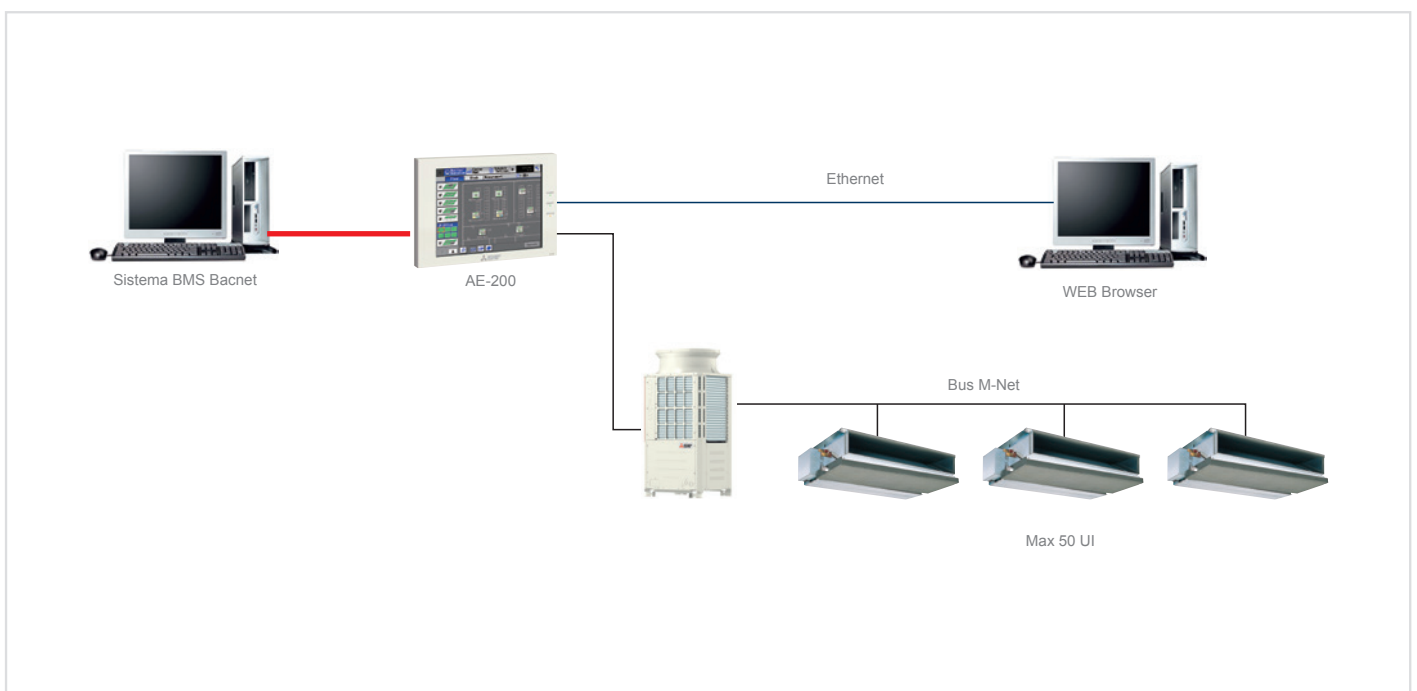 Ethernet
Sistema BMS Bacnet
AE-200
WEB Browser
Bus M-Net
Max 50 UI